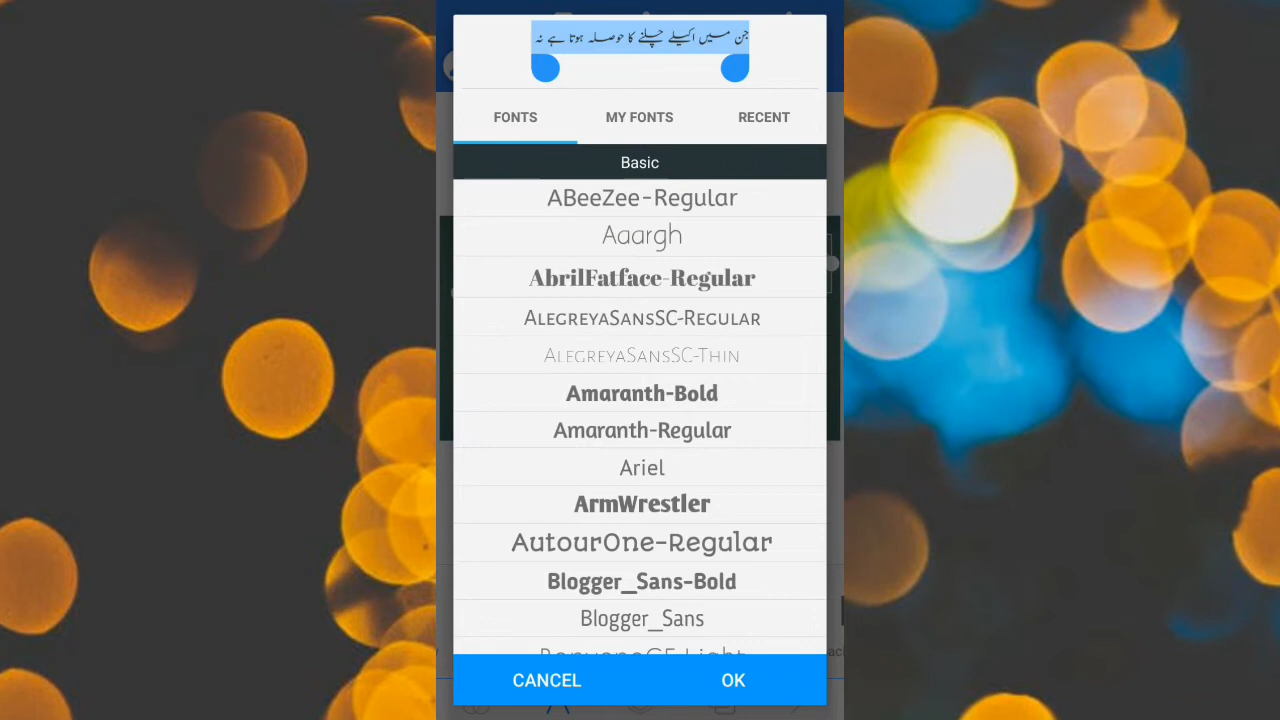 جن میں اکیلے چلنے کا حوصلہ ہوتا ہے نہ
FONTS MY FONTS RECENT
Basic
ABeeZee-Regular
Aaargh
AbrilFatface-Regular
AlegreyaSansSC-Regular
AlegreyaSansSC-Thin
Amaranth-Bold
Amaranth-Regular
Ariel
ArmWrestler
AutourOne-Regular
Blogger_Sans-Bold
Blogger_Sans
CANCEL OK